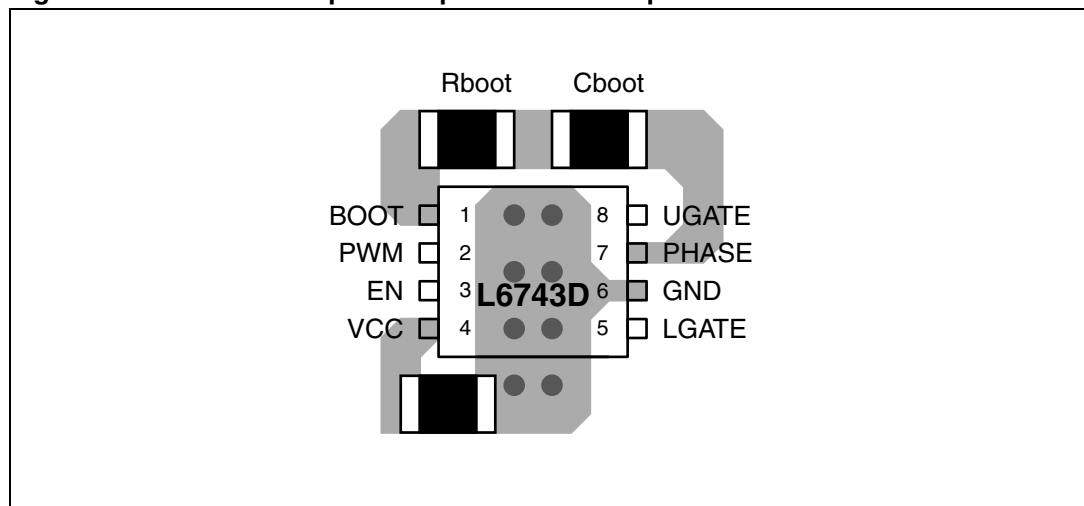 Rboot Cboot
BOOT 1 8 UGATE
PWM 2 7 PHASE
EN 3 L6743D 6 GND
VCC 4 5 LGATE